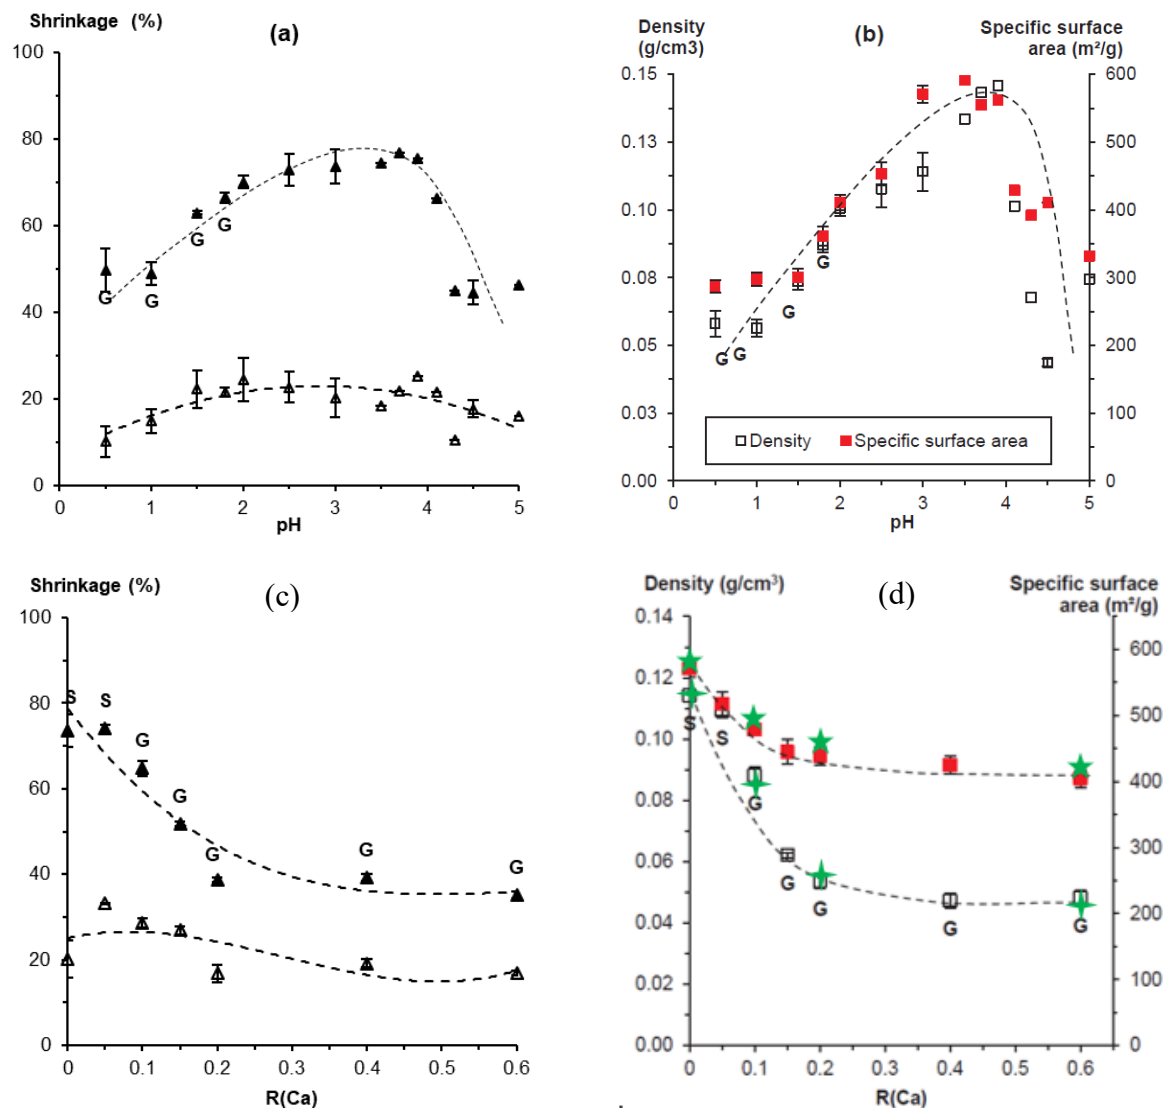 Shrinkage (%)
(a)
100
80
60
40
20
0
G
G
G
G
0 1 2 3 4 5
pH
Density
(g/cm3)
(b)
Specific surface
area (m²/g)
0.15
0.13
0.10
0.08
0.05
0.03
0.00
600
500
400
300
200
100
0
G
G
G
G
Density
Specific surface area
0 1 2 3 4 5
pH
Shrinkage (%)
(c)
100
80
60
40
20
0
S
S
G
G
G
G
G
0 0.1 0.2 0.3 0.4 0.5 0.6
R(Ca)
Density (g/cm³)
(d)
Specific surface
area (m²/g)
0.14
0.12
0.10
0.08
0.06
0.04
0.02
0.00
600
500
400
300
200
100
0
S
S
G
G
G
G
G
0 0.1 0.2 0.3 0.4 0.5 0.6
R(Ca)